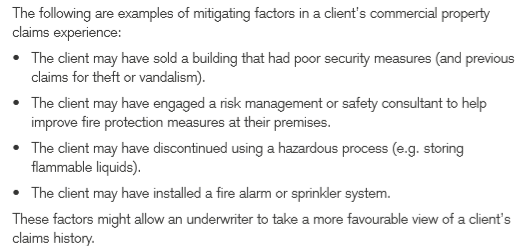 The following are examples of mitigating factors in a client's commercial property
claims experience:
• The client may have sold a building that had poor security measures (and previous
claims for theft or vandalism).
• The client may have engaged a risk management or safety consultant to help
improve fire protection measures at their premises.
• The client may have discontinued using a hazardous process (e.g. storing
flammable liquids).
• The client may have installed a fire alarm or sprinkler system.
These factors might allow an underwriter to take a more favourable view of a client's
claims history.